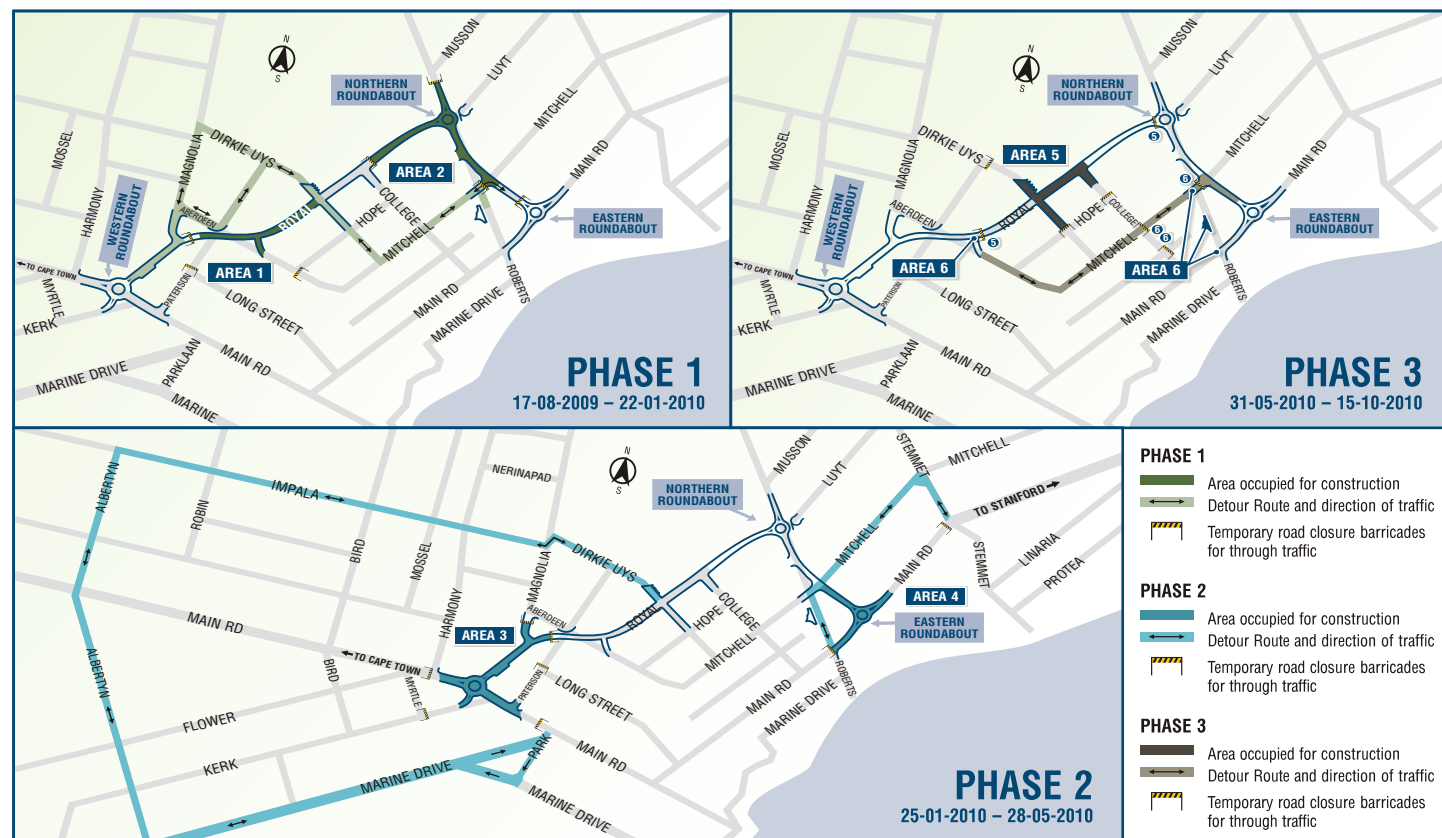 N
S
MUSSON
LUYT
NORTHERN
ROUNDABOUT
MITCHELL
MOSSEL
MAGNOLIA
DIRKIE UYS
AREA 2
MAIN RD
HARMONY
WESTERN
ROUNDABOUT
ABERDEEN
ROYAL
COLLEGE
HOPE
MITCHELL
EASTERN
ROUNDABOUT
TO CAPE TOWN
AREA 1
MYRTLE
PATERSON
LONG STREET
MAIN RD
ROBERTS
KERK
MARINE DRIVE
PARKLAAN
MAIN RD
MARINE DRIVE
MARINE
PHASE 1
17-08-2009 – 22-01-2010
N
S
MUSSON
LUYT
NORTHERN
ROUNDABOUT
5
MITCHELL
MOSSEL
MAGNOLIA
DIRKIE UYS
AREA 5
MAIN RD
6
HARMONY
WESTERN
ROUNDABOUT
ABERDEEN
ROYAL
HOPE
COLLEGE
5
6
6
EASTERN
ROUNDABOUT
TO CAPE TOWN
AREA 6
MITCHELL
AREA 6
MYRTLE
PATERSON
LONG STREET
MAIN RD
ROBERTS
KERK
MARINE DRIVE
PARKLAAN
MAIN RD
MARINE DRIVE
MARINE
PHASE 3
31-05-2010 – 15-10-2010
N
S
ALBERTYN
IMPALA
NERINAPAD
MUSSON
LUYT
STEMMET
MITCHELL
NORTHERN
ROUNDABOUT
TO STANFORD
ROBIN
BIRD
MOSSEL
MAGNOLIA
DIRKIE UYS
MITCHELL
MAIN RD
STEMMET
LINARIA
PROTEA
MAIN RD
HARMONY
ABERDEEN
ROYAL
HOPE
COLLEGE
AREA 4
AREA 3
EASTERN
ROUNDABOUT
ALBERTYN
BIRD
TO CAPE TOWN
MITCHELL
MYRTLE
PATERSON
LONG STREET
MAIN RD
ROBERTS
FLOWER
MARINE DRIVE
KERK
PARK
MAIN RD
MARINE DRIVE
MARINE DRIVE
PHASE 2
25-01-2010 – 28-05-2010
PHASE 1
Area occupied for construction
Detour Route and direction of traffic
Temporary road closure barricades
for through traffic
PHASE 2
Area occupied for construction
Detour Route and direction of traffic
Temporary road closure barricades
for through traffic
PHASE 3
Area occupied for construction
Detour Route and direction of traffic
Temporary road closure barricades
for through traffic